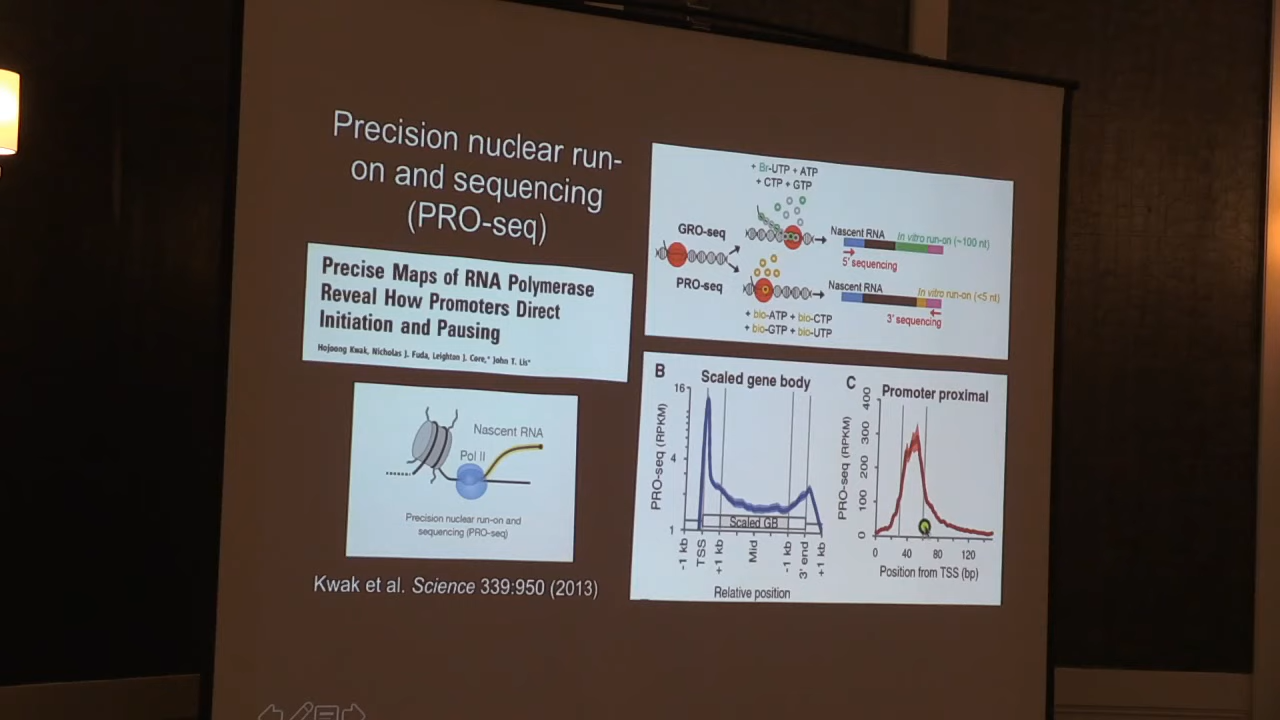 Precision nuclear run-
on and sequencing
(PRO-seq)
Precise Maps of RNA Polymerase
Reveal How Promoters Direct
Initiation and Pausing
Hojoong Kwak, Nicholas J. Fuda, Leighton J. Core,* John T. Lis*
Nascent RNA
Pol II
Precision nuclear run-on and
sequencing (PRO-seq)
Kwak et al. Science 339:950 (2013)
+ Br-UTP + ATP
+ CTP + GTP
GRO-seq
Nascent RNA
In vitro run-on (~100 nt)
5' sequencing
PRO-seq
Nascent RNA
In vitro run-on (<5 nt)
3' sequencing
+ bio-ATP + bio-CTP
+ bio-GTP + bio-UTP
B
Scaled gene body
PRO-seq (RPKM)
16
4
1
Scaled GB
-1 kb
TSS
+1 kb
Mid
-1 kb
3' end
+1 kb
Relative position
C
Promoter proximal
PRO-seq (RPKM)
400
300
200
100
0
0 40 80 120
Position from TSS (bp)